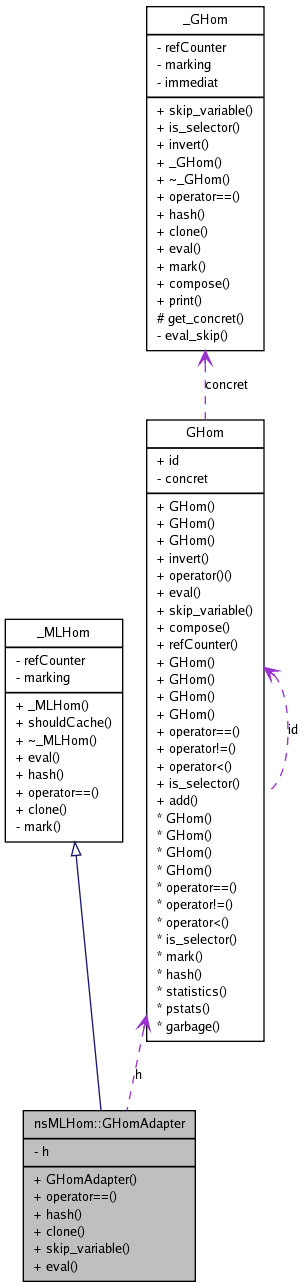 _GHom
- refCounter
- marking
- immediat
+ skip_variable()
+ is_selector()
+ invert()
+ _GHom()
+ ~_GHom()
+ operator==()
+ hash()
+ clone()
+ eval()
+ mark()
+ compose()
+ print()
# get_concret()
- eval_skip()
concret
GHom
+ id
- concret
+ GHom()
+ GHom()
+ GHom()
+ invert()
+ operator()()
+ eval()
+ skip_variable()
+ compose()
+ refCounter()
+ GHom()
+ GHom()
+ GHom()
+ GHom()
+ operator==()
+ operator!=()
+ operator<()
+ is_selector()
+ add()
* GHom()
* GHom()
* GHom()
* GHom()
* operator==()
* operator!=()
* operator<()
* is_selector()
* mark()
* hash()
* statistics()
* pstats()
* garbage()
id
_MLHom
- refCounter
- marking
+ _MLHom()
+ shouldCache()
+ ~_MLHom()
+ eval()
+ hash()
+ operator==()
+ clone()
- mark()
h
nsMLHom::GHomAdapter
- h
+ GHomAdapter()
+ operator==()
+ hash()
+ clone()
+ skip_variable()
+ eval()